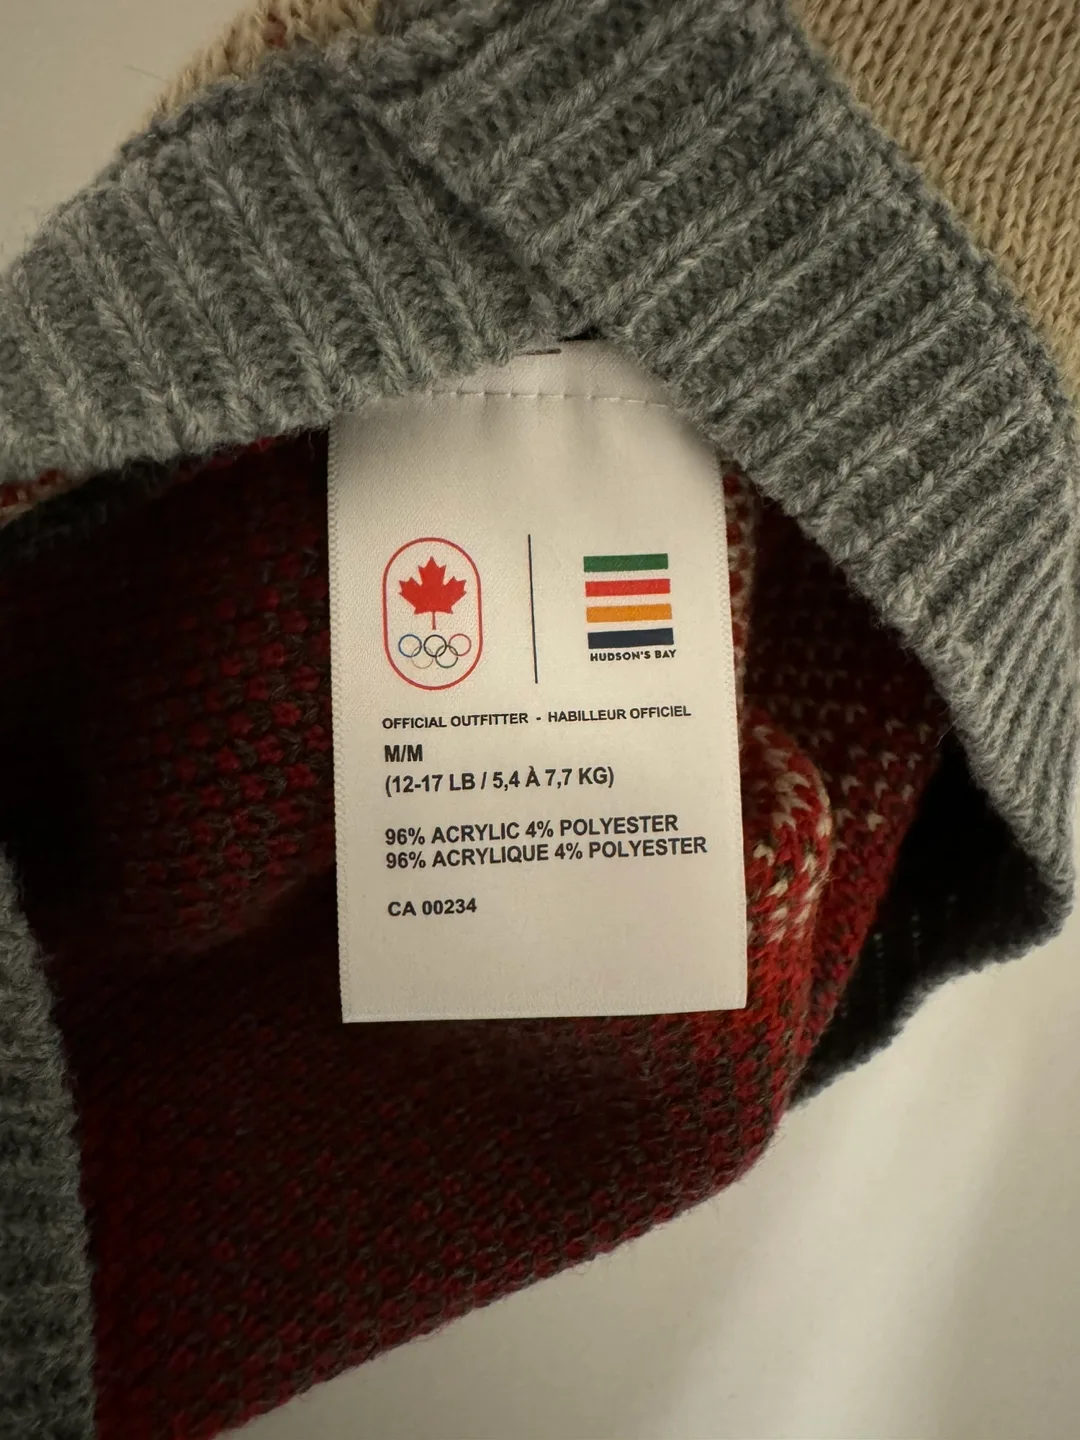 HUDSON'S BAY
OFFICIAL OUTFITTER - HABILLEUR OFFICIEL
M/M
(12-17 LB / 5,4 À 7,7 KG)
96% ACRYLIC 4% POLYESTER
96% ACRYLIQUE 4% POLYESTER
CA 00234